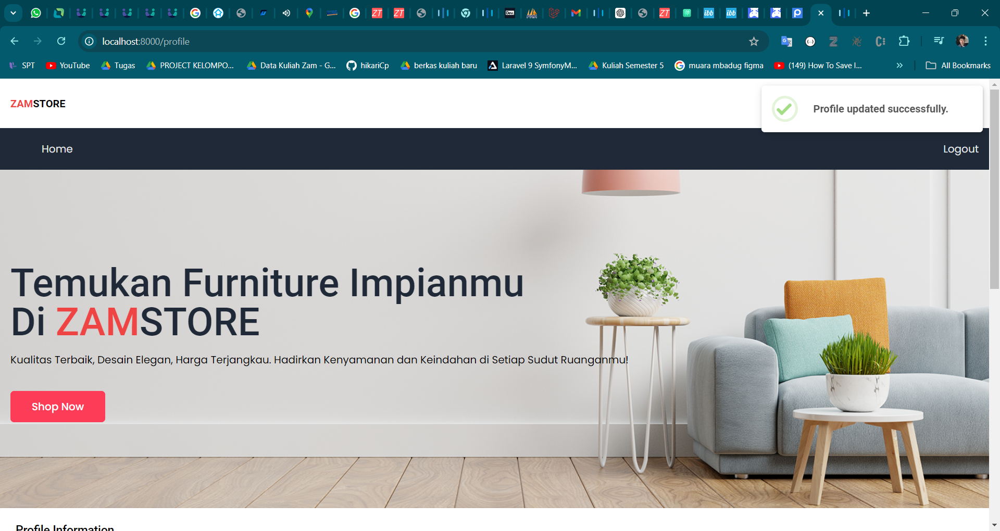 localhost:8000/profile
SPT
YouTube
Tugas
PROJECT KELOMPO...
Data Kuliah Zam - G...
hikariCp
berkas kuliah baru
Laravel 9 SymfonyM...
Kuliah Semester 5
muara mbadug figma
(149) How To Save I...
All Bookmarks
ZAMSTORE
Profile updated successfully.
Home
Logout
Temukan Furniture Impianmu
Di ZAMSTORE
Kualitas Terbaik, Desain Elegan, Harga Terjangkau. Hadirkan Kenyamanan dan Keindahan di Setiap Sudut Ruanganmu!
Shop Now
Profile Information